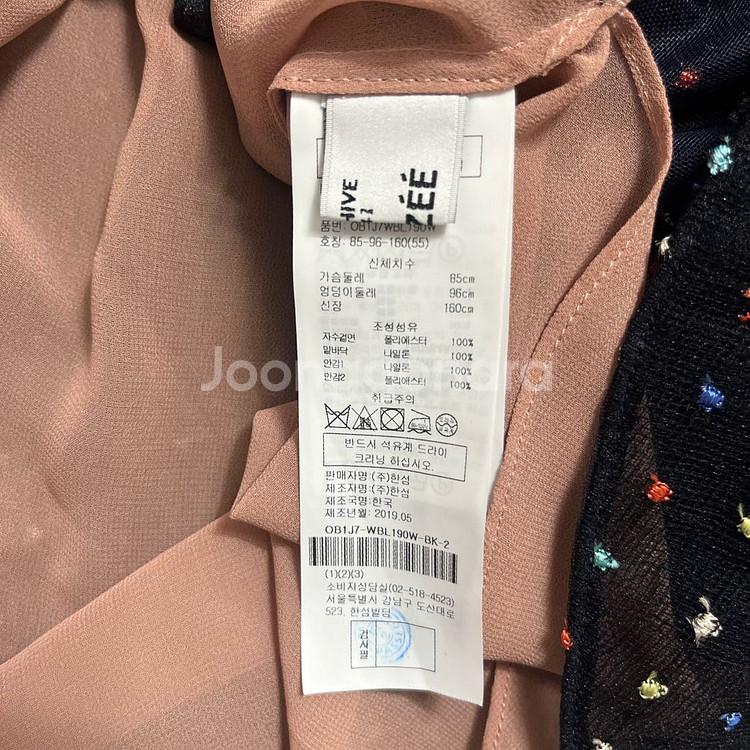 HIVE
ZÉE
품번: OB1J7WBL190W
호칭: 85-96-160(55)
신체치수
가슴둘레 85cm
엉덩이둘레 96cm
신장 160cm
조성섬유
자수겉면 폴리에스터 100%
밑바닥 나일론 100%
안감1 나일론 100%
안감2 폴리에스터 100%
취급주의
반드시 석유계 드라이
크리닝 하십시오.
판매자명:(주)한섬
제조자명:(주)한섬
제조국명:한국
제조년월: 2019.05
OB1J7-WBL190W-BK-2
(1)(2)(3)
소비자상담실(02-518-4523)
서울특별시 강남구 도산대로
523, 한섬빌딩
검사필
Joongonara